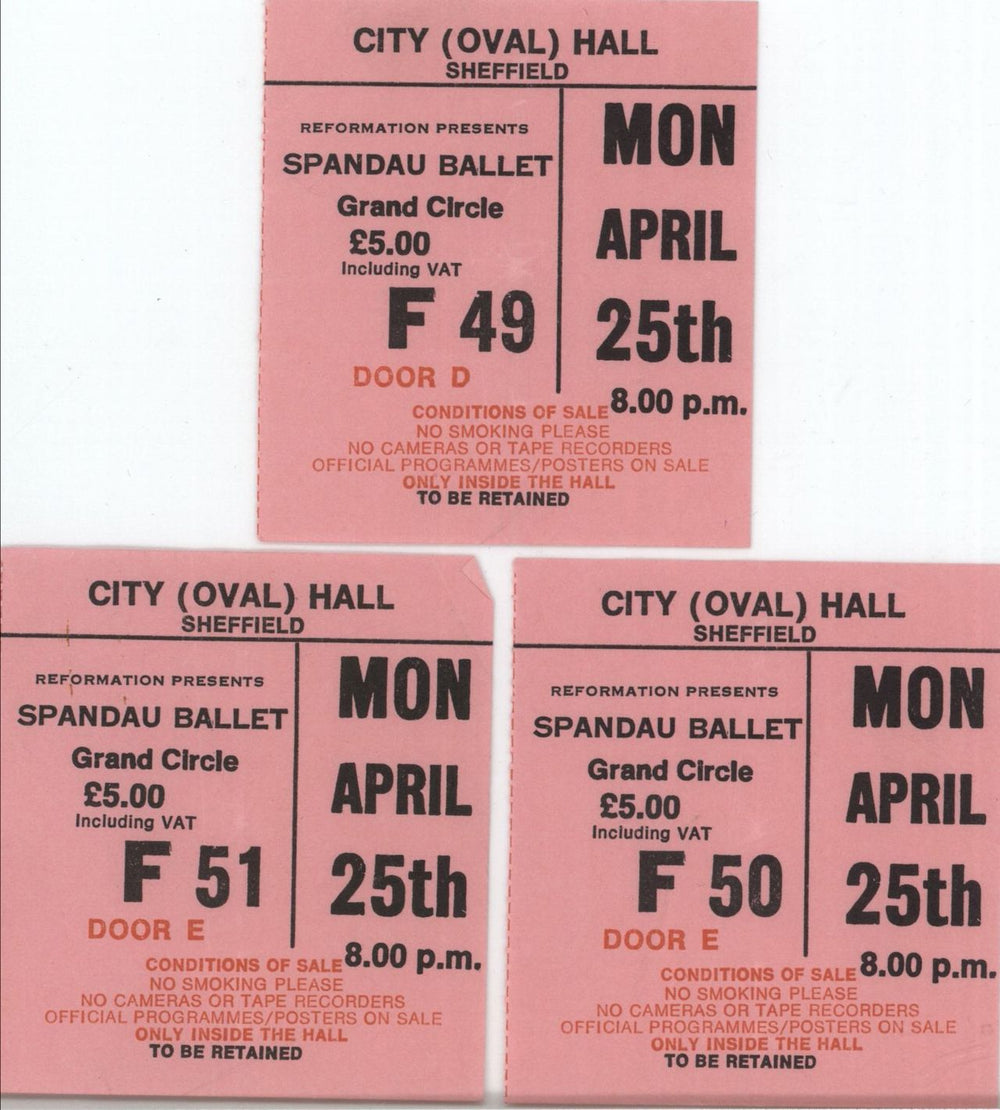 CITY (OVAL) HALL
SHEFFIELD
REFORMATION PRESENTS
SPANDAU BALLET
Grand Circle
£5.00
Including VAT
F 49
DOOR D
MON
APRIL
25th
8.00 p.m.
CONDITIONS OF SALE
NO SMOKING PLEASE
NO CAMERAS OR TAPE RECORDERS
OFFICIAL PROGRAMMES/POSTERS ON SALE
ONLY INSIDE THE HALL
TO BE RETAINED
CITY (OVAL) HALL
SHEFFIELD
REFORMATION PRESENTS
SPANDAU BALLET
Grand Circle
£5.00
Including VAT
F 51
DOOR E
MON
APRIL
25th
8.00 p.m.
CONDITIONS OF SALE
NO SMOKING PLEASE
NO CAMERAS OR TAPE RECORDERS
OFFICIAL PROGRAMMES/POSTERS ON SALE
ONLY INSIDE THE HALL
TO BE RETAINED
CITY (OVAL) HALL
SHEFFIELD
REFORMATION PRESENTS
SPANDAU BALLET
Grand Circle
£5.00
Including VAT
F 50
DOOR E
MON
APRIL
25th
8.00 p.m.
CONDITIONS OF SALE
NO SMOKING PLEASE
NO CAMERAS OR TAPE RECORDERS
OFFICIAL PROGRAMMES/POSTERS ON SALE
ONLY INSIDE THE HALL
TO BE RETAINED